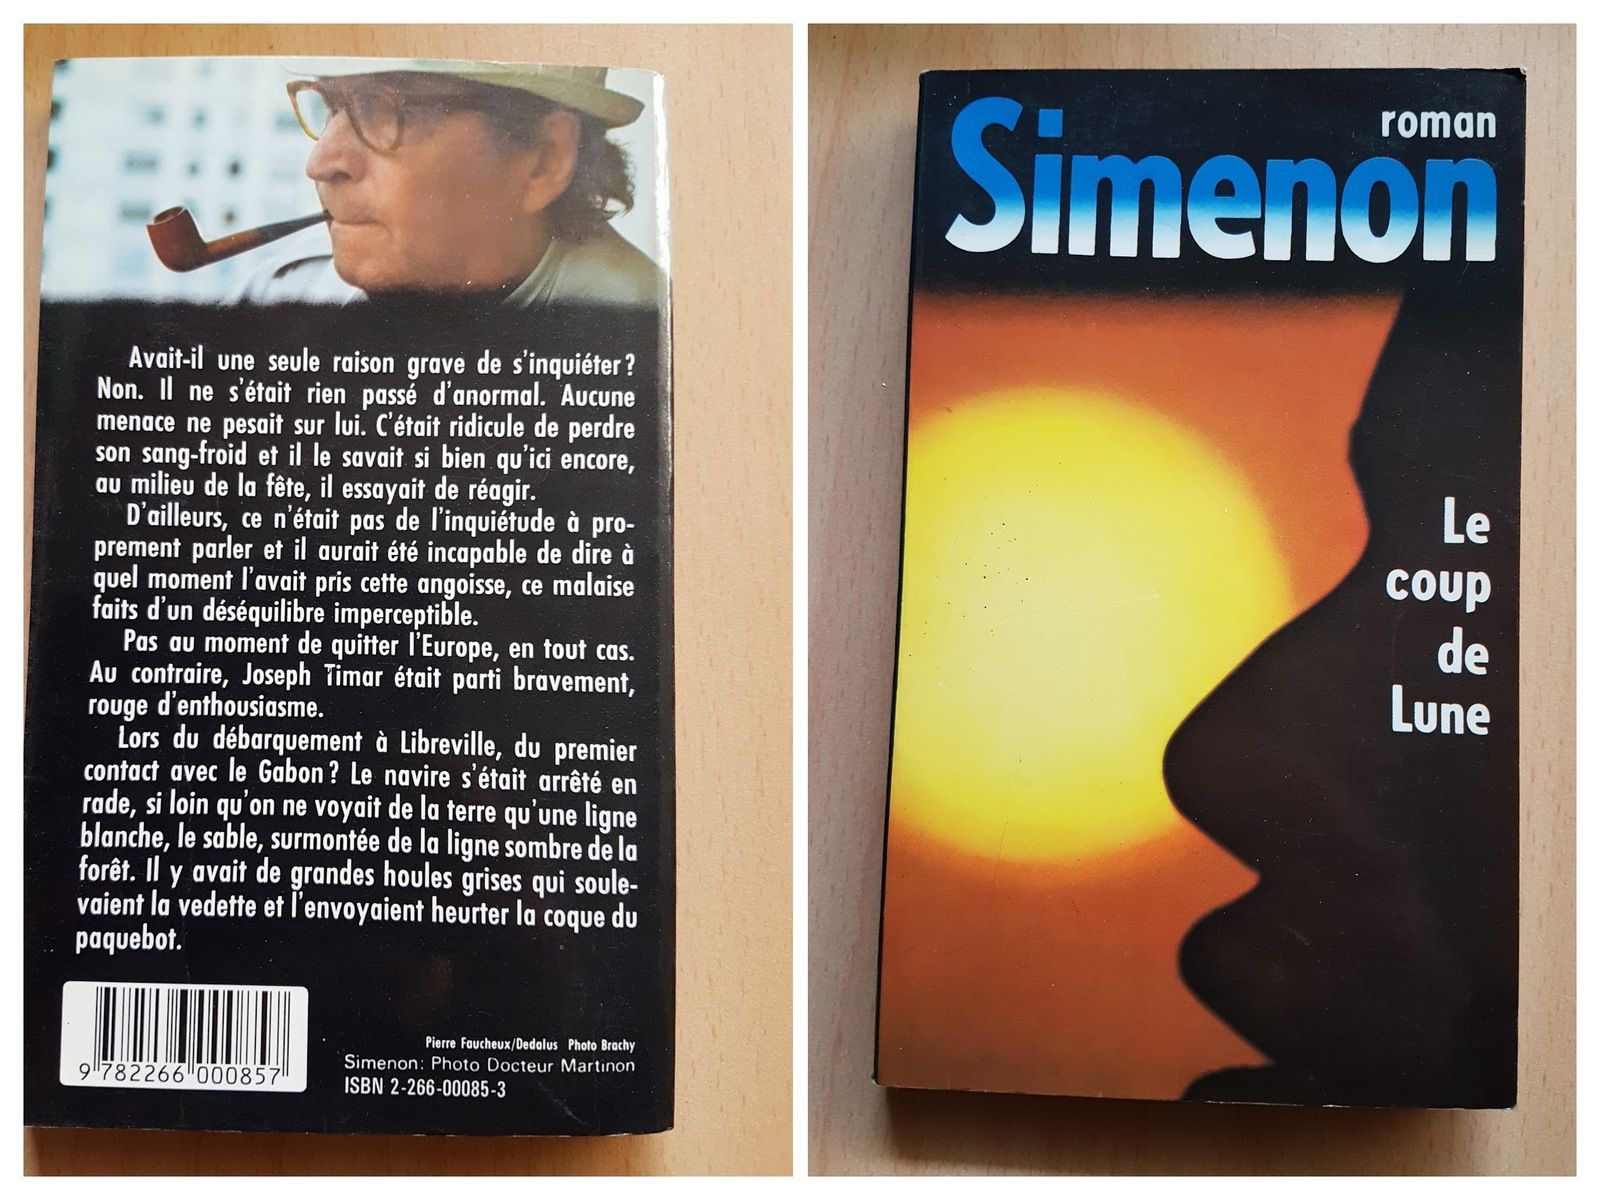 Avait-il une seule raison grave de s'inquiéter?
Non. Il ne s'était rien passé d'anormal. Aucune
menace ne pesait sur lui. C'était ridicule de perdre
son sang-froid et il le savait si bien qu'ici encore,
au milieu de la fête, il essayait de réagir.
D'ailleurs, ce n'était pas de l'inquiétude à pro-
prement parler et il aurait été incapable de dire à
quel moment l'avait pris cette angoisse, ce malaise
faits d'un déséquilibre imperceptible.
Pas au moment de quitter l'Europe, en tout cas.
Au contraire, Joseph Timar était parti bravement,
rouge d'enthousiasme.
Lors du débarquement à Libreville, du premier
contact avec le Gabon? Le navire s'était arrêté en
rade, si loin qu'on ne voyait de la terre qu'une ligne
blanche, le sable, surmontée de la ligne sombre de la
forêt. Il y avait de grandes houles grises qui soule-
vaient la vedette et l'envoyaient heurter la coque du
paquebot.
Pierre Faucheux/Dedalus Photo Brachy
Simenon: Photo Docteur Martinon
ISBN 2-266-00085-3
9 782266 000857
roman
Simenon
Le
coup
de
Lune